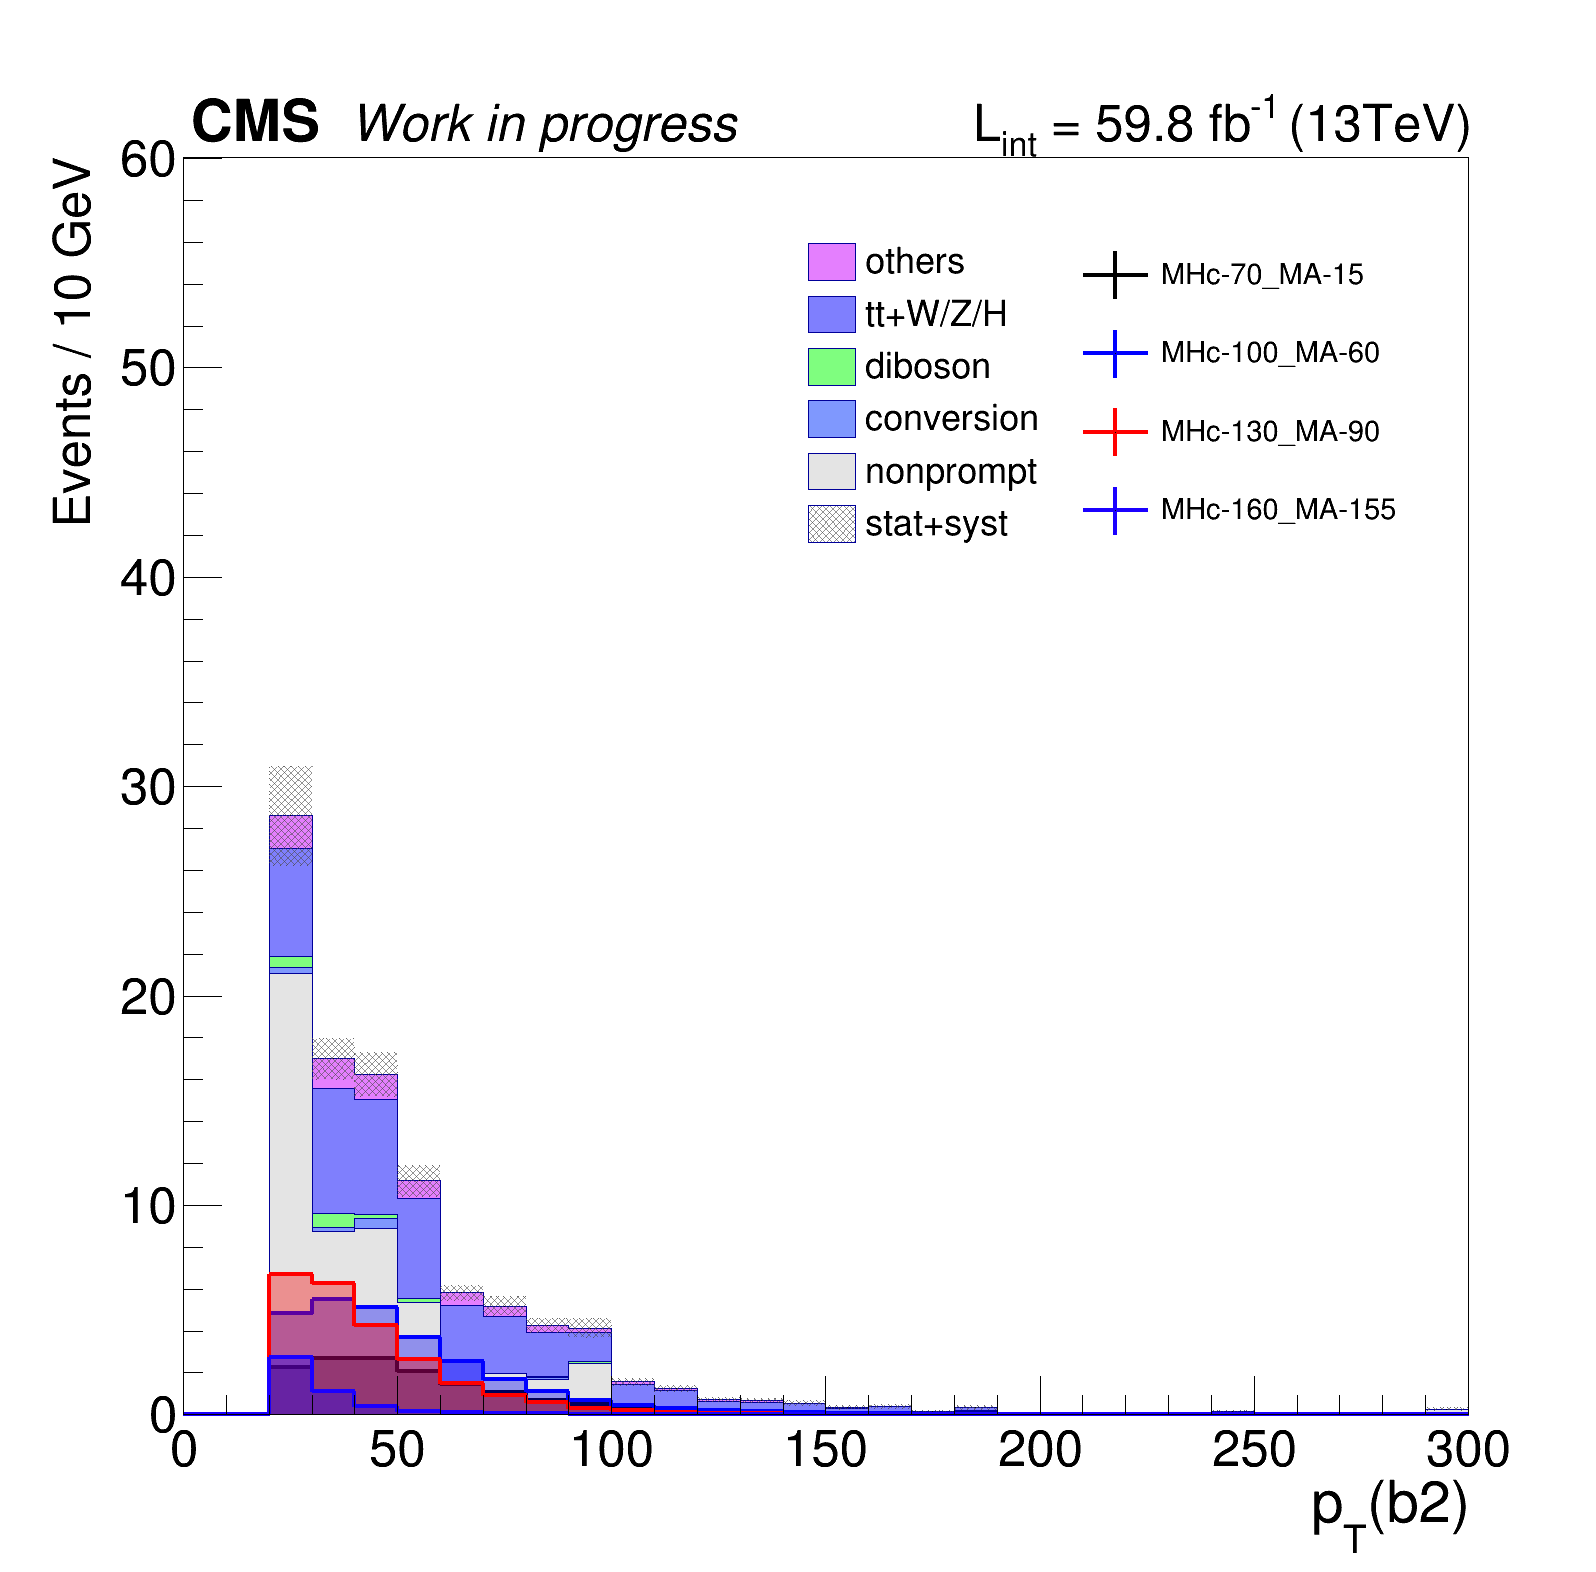 CMS Work in progress
L_int = 59.8 fb^-1 (13TeV)
Events / 10 GeV
60
50
40
30
20
10
0
others
tt+W/Z/H
diboson
conversion
nonprompt
stat+syst
MHc-70_MA-15
MHc-100_MA-60
MHc-130_MA-90
MHc-160_MA-155
0 50 100 150 200 250 300
p_T(b2)